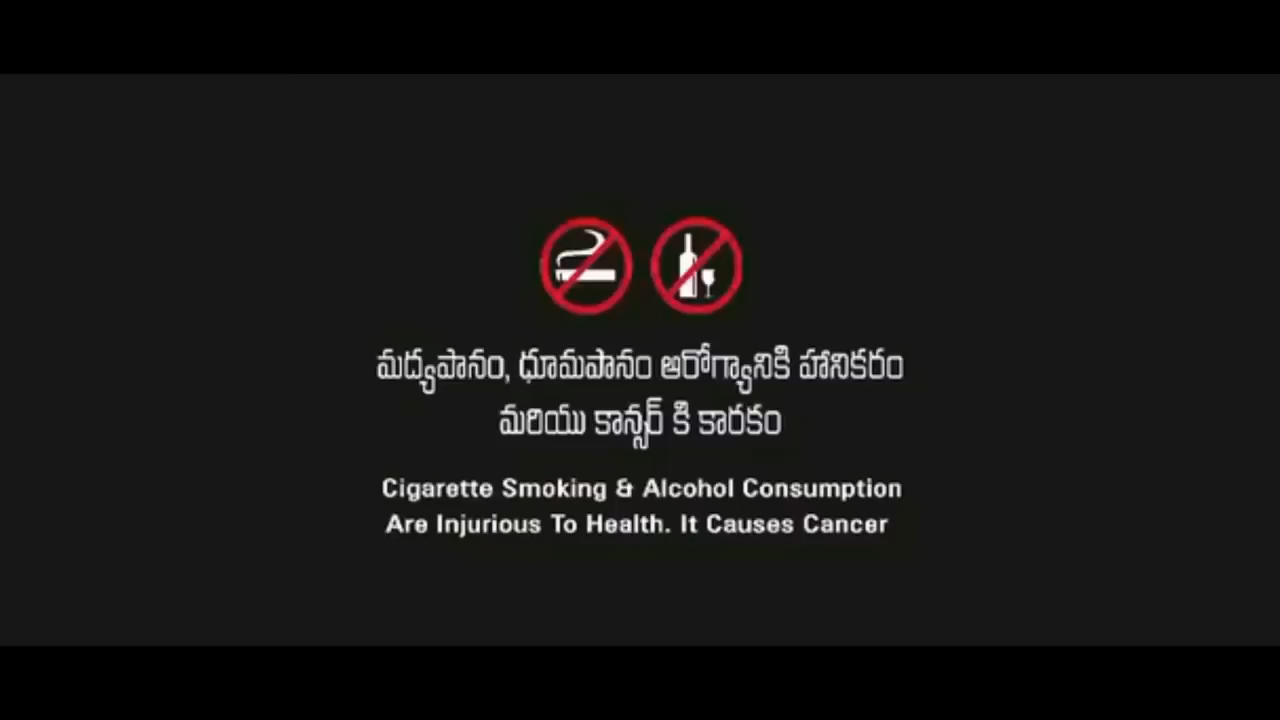 మద్యపానం, ధూమపానం ఆరోగ్యానికి హానికరం
మరియు కాన్సర్ కి కారకం
Cigarette Smoking & Alcohol Consumption
Are Injurious To Health. It Causes Cancer